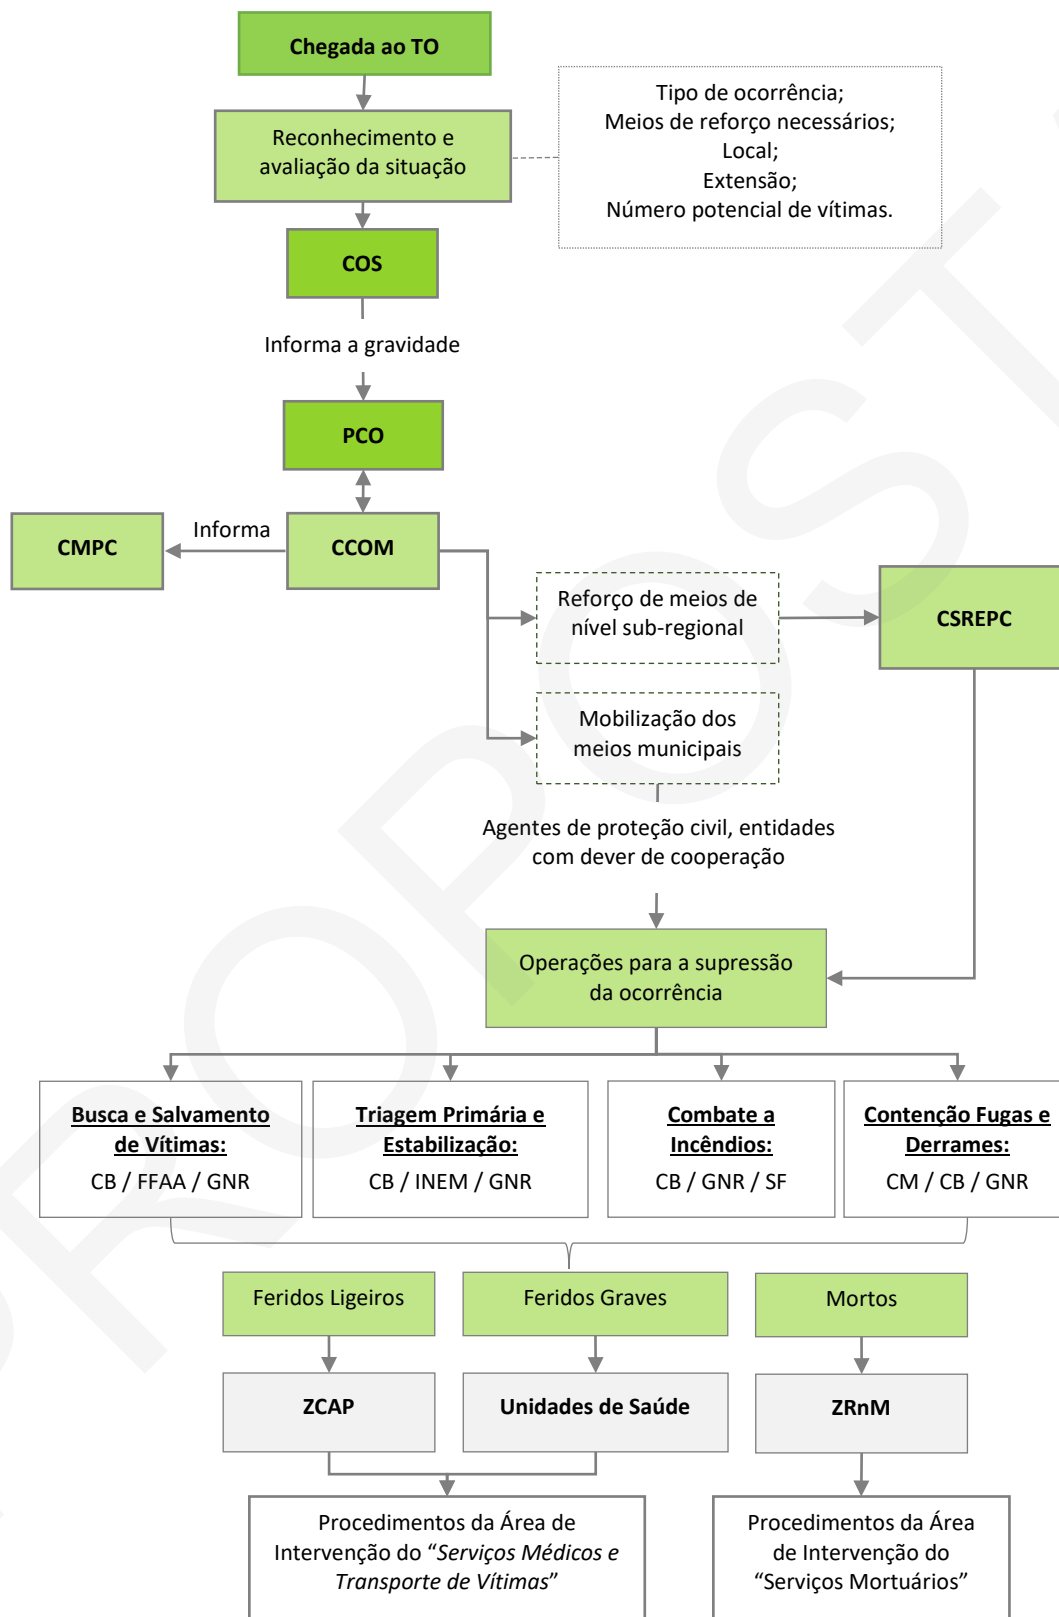 Chegada ao TO
Reconhecimento e
avaliação da situação
Tipo de ocorrência;
Meios de reforço necessários;
Local;
Extensão;
Número potencial de vítimas.
COS
Informa a gravidade
PCO
CMPC
Informa
CCOM
Reforço de meios de
nível sub-regional
CSREPC
Mobilização dos
meios municipais
Agentes de proteção civil, entidades
com dever de cooperação
Operações para a supressão
da ocorrência
Busca e Salvamento
de Vítimas:
CB / FFAA / GNR
Triagem Primária e
Estabilização:
CB / INEM / GNR
Combate a
Incêndios:
CB / GNR / SF
Contenção Fugas e
Derrames:
CM / CB / GNR
Feridos Ligeiros
Feridos Graves
Mortos
ZCAP
Unidades de Saúde
ZRnM
Procedimentos da Área de
Intervenção do “Serviços Médicos e
Transporte de Vítimas”
Procedimentos da Área
de Intervenção do
“Serviços Mortuários”
PROPOST